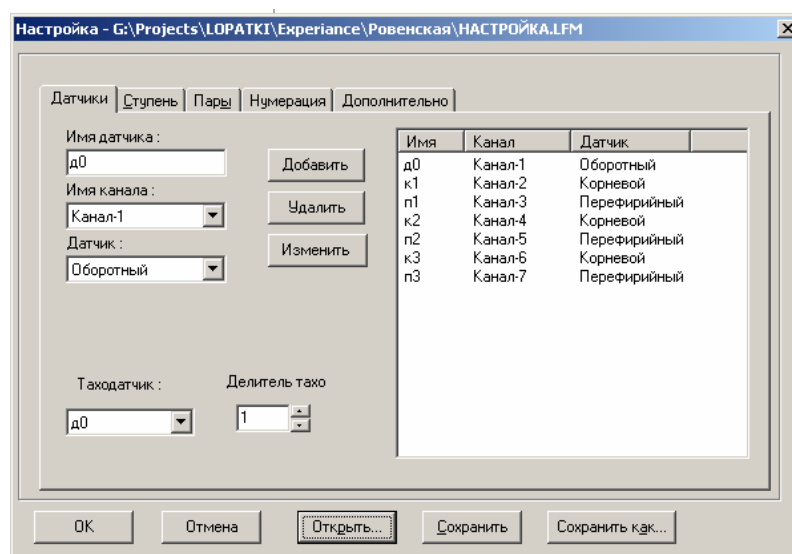 Настройка - G:\Projects\LOPATKI\Experiance\Ровенская\НАСТРОЙКА.LFM
Датчики Ступень Пары Нумерация Дополнительно
Имя датчика :
д0
Добавить
Имя канала :
Канал-1
Удалить
Датчик :
Оборотный
Изменить
Таходатчик :
д0
Делитель тахо
1
Имя Канал Датчик
д0 Канал-1 Оборотный
к1 Канал-2 Корневой
п1 Канал-3 Перефирийный
к2 Канал-4 Корневой
п2 Канал-5 Перефирийный
к3 Канал-6 Корневой
п3 Канал-7 Перефирийный
OK Отмена Открыть... Сохранить Сохранить как...